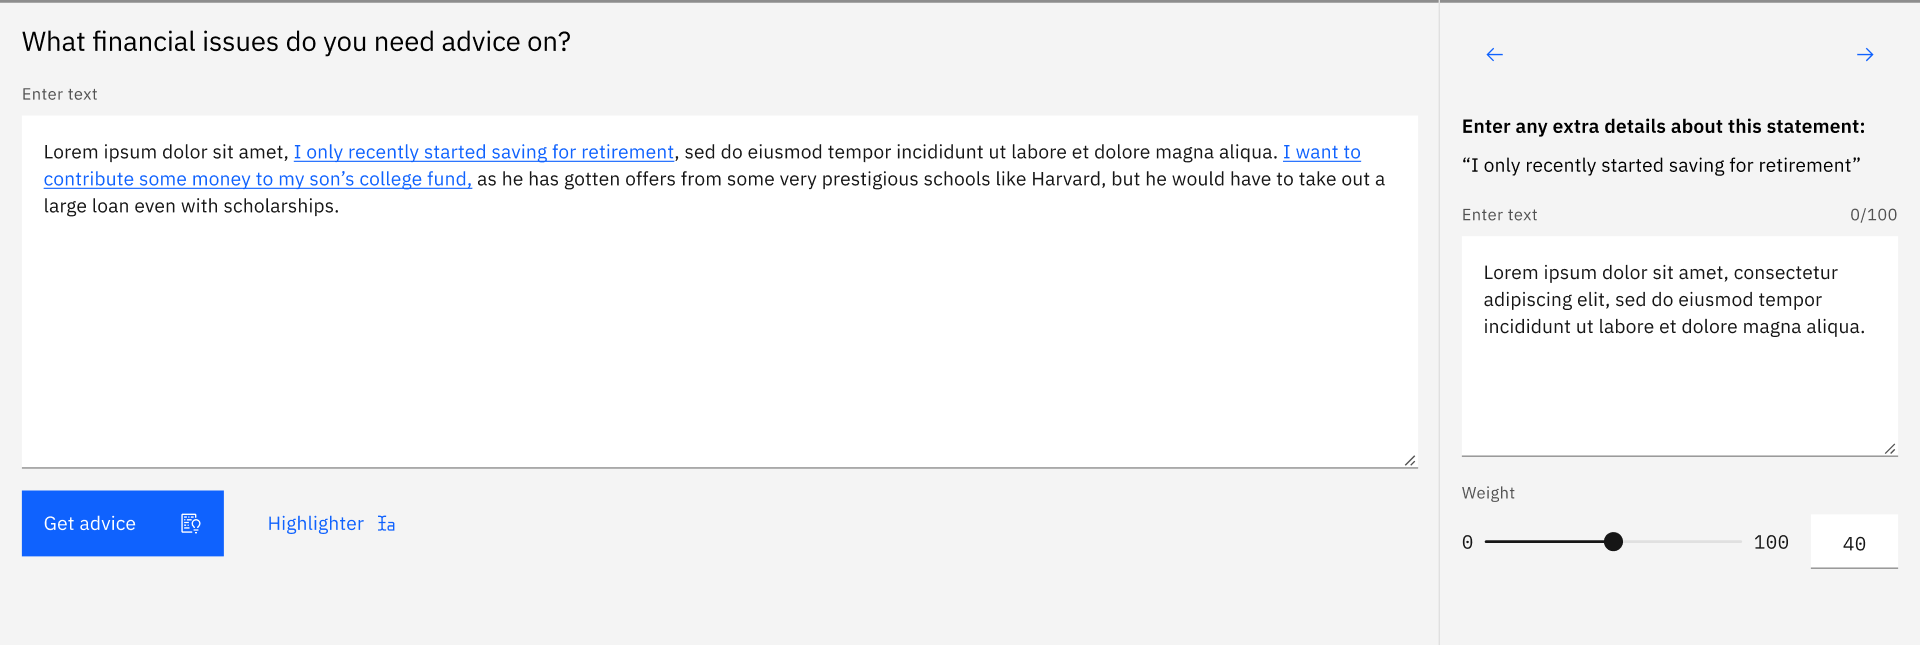 What financial issues do you need advice on?
Enter text
Lorem ipsum dolor sit amet, I only recently started saving for retirement, sed do eiusmod tempor incididunt ut labore et dolore magna aliqua. I want to
contribute some money to my son’s college fund, as he has gotten offers from some very prestigious schools like Harvard, but he would have to take out a
large loan even with scholarships.
Get advice
Highlighter
Enter any extra details about this statement:
“I only recently started saving for retirement”
Enter text 0/100
Lorem ipsum dolor sit amet, consectetur
adipiscing elit, sed do eiusmod tempor
incididunt ut labore et dolore magna aliqua.
Weight
0 100 40